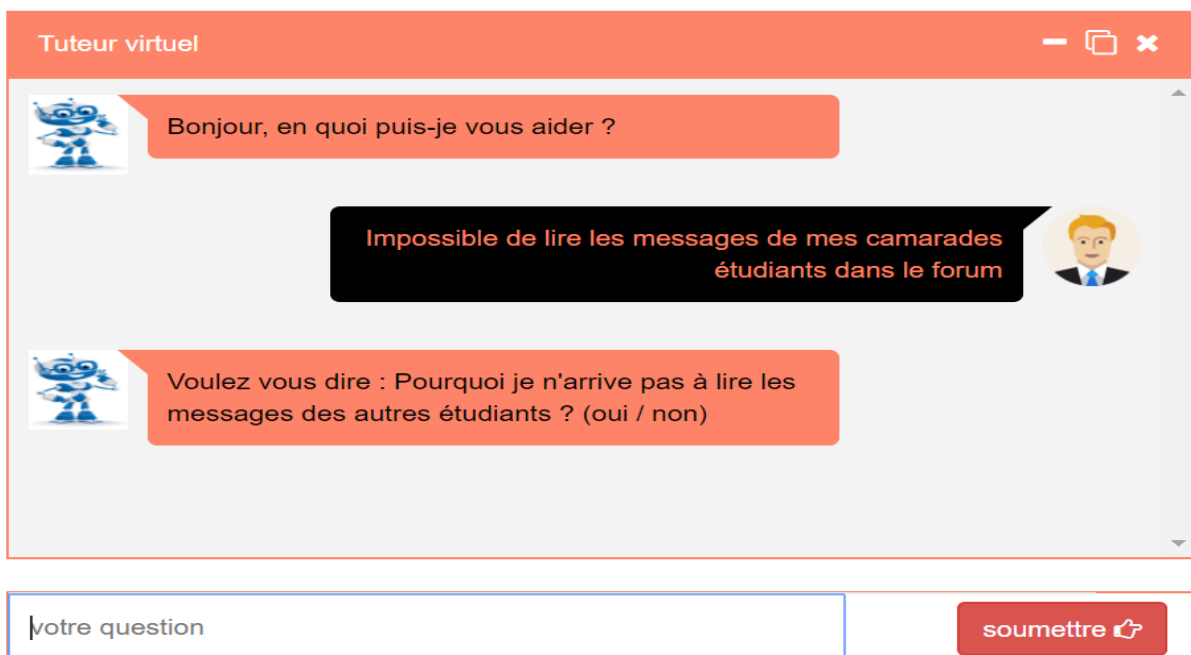 Tuteur virtuel
Bonjour, en quoi puis-je vous aider ?
Impossible de lire les messages de mes camarades
étudiants dans le forum
Voulez vous dire : Pourquoi je n'arrive pas à lire les
messages des autres étudiants ? (oui / non)
votre question
soumettre